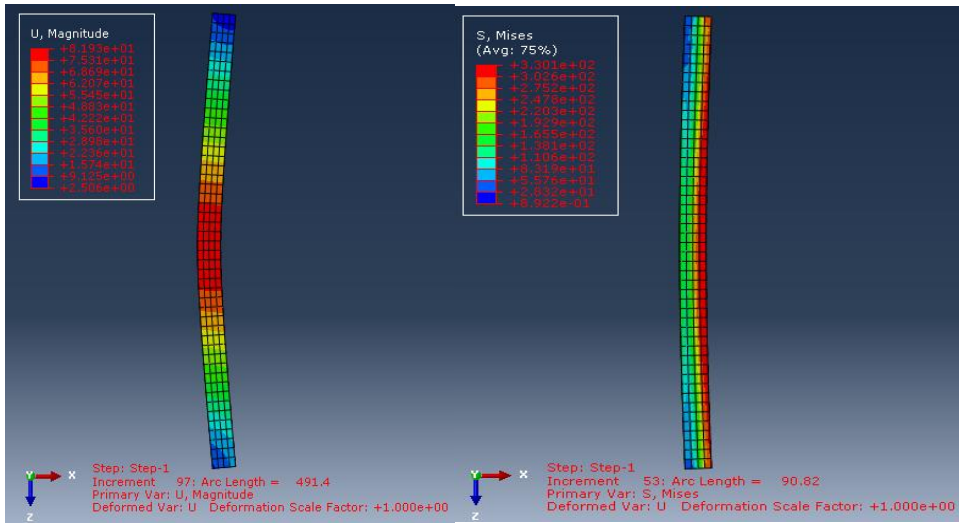 U, Magnitude
+8.193e+01
+7.531e+01
+6.869e+01
+6.207e+01
+5.545e+01
+4.883e+01
+4.222e+01
+3.560e+01
+2.898e+01
+2.236e+01
+1.574e+01
+9.125e+00
+2.506e+00
Y X
Z
Step: Step-1
Increment 97: Arc Length = 491.4
Primary Var: U, Magnitude
Deformed Var: U Deformation Scale Factor: +1.000e+00
S, Mises
(Avg: 75%)
+3.301e+02
+3.026e+02
+2.752e+02
+2.478e+02
+2.203e+02
+1.929e+02
+1.655e+02
+1.381e+02
+1.106e+02
+8.319e+01
+5.576e+01
+2.832e+01
+8.922e-01
Y X
Z
Step: Step-1
Increment 53: Arc Length = 90.82
Primary Var: S, Mises
Deformed Var: U Deformation Scale Factor: +1.000e+00